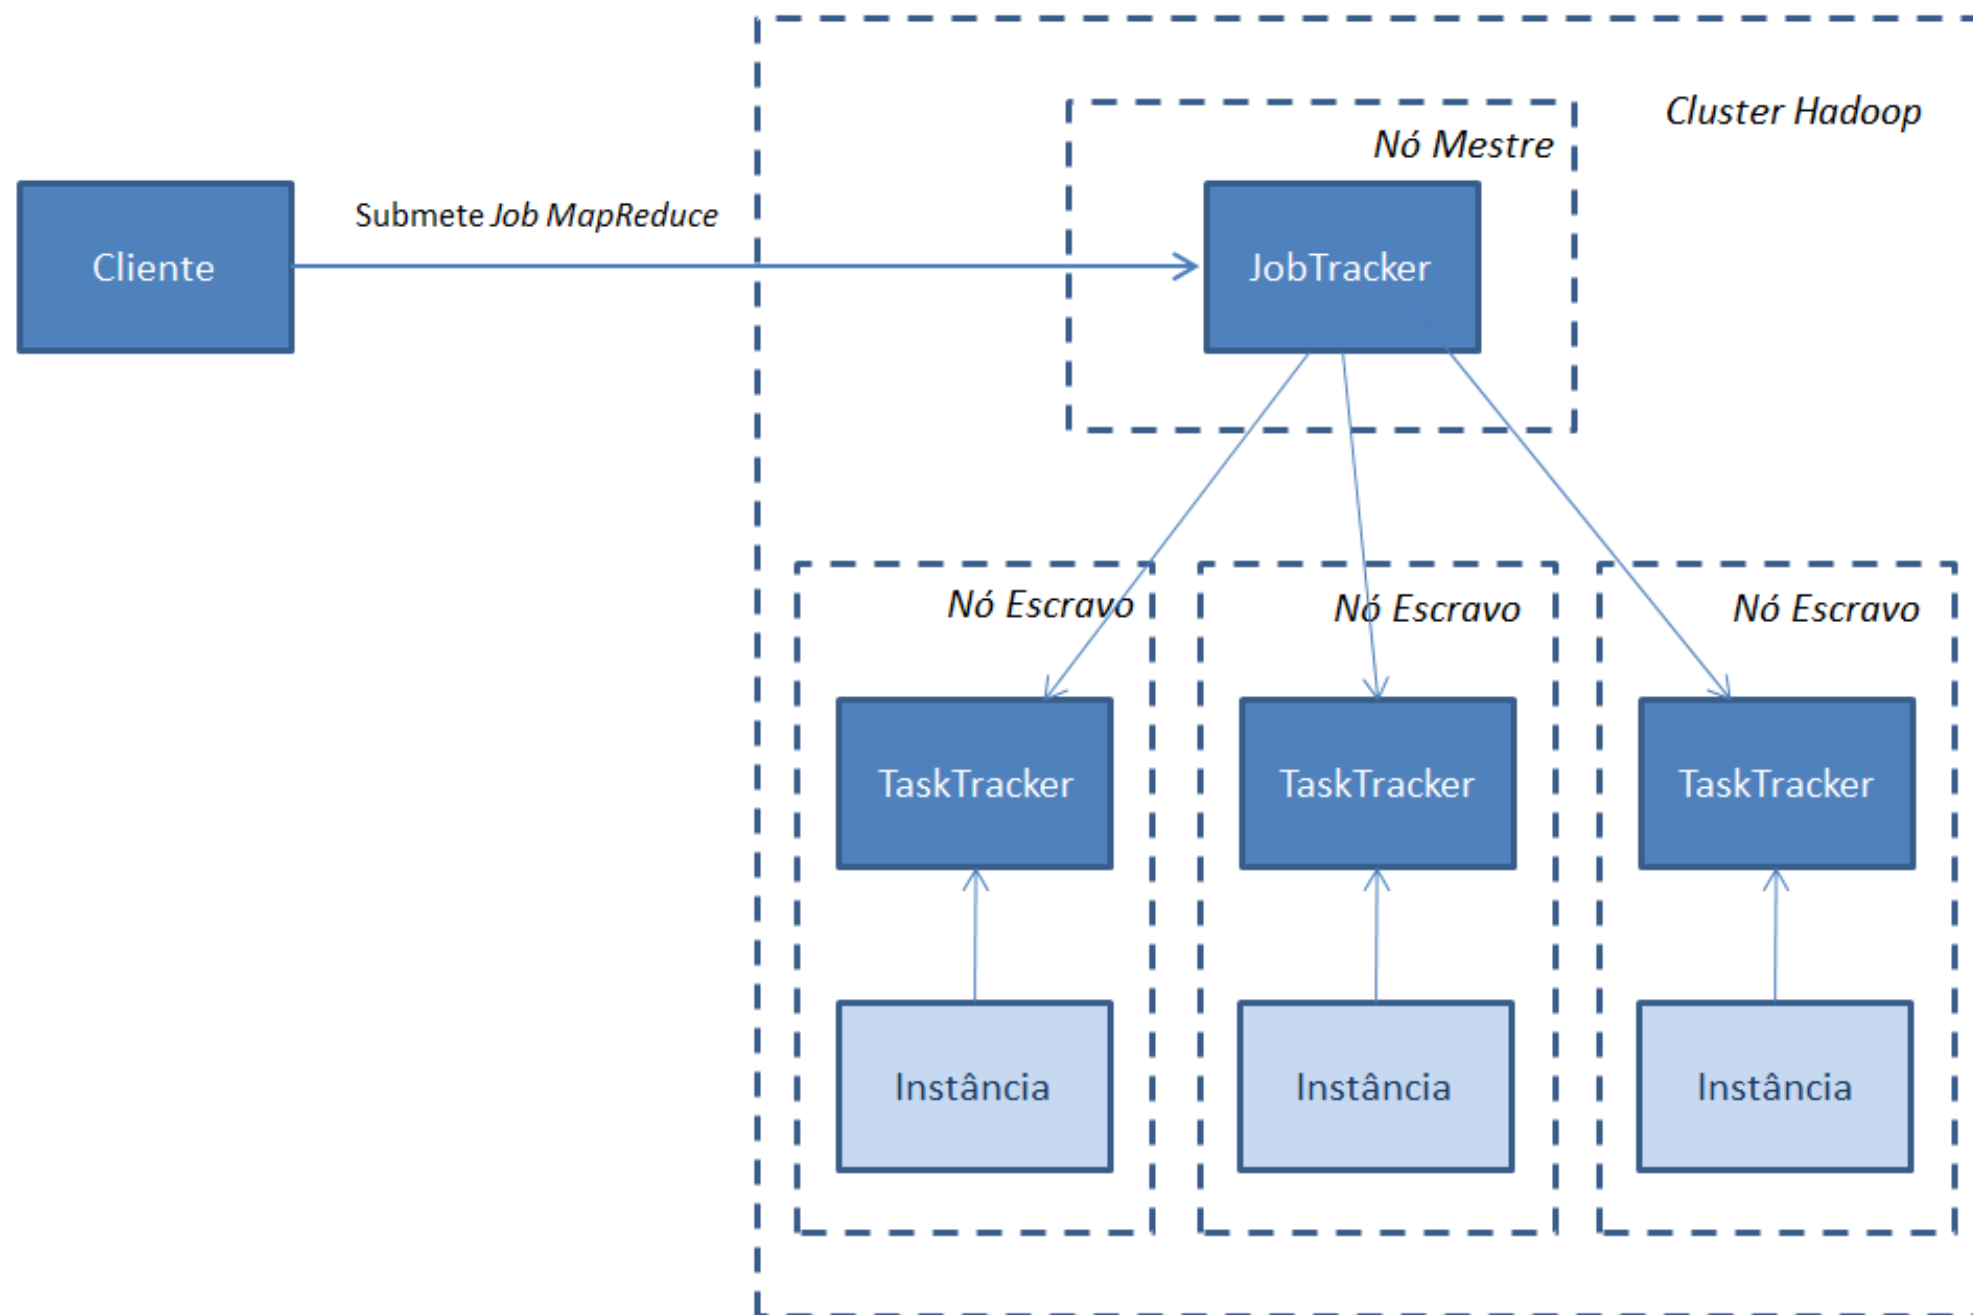 Cluster Hadoop
Nó Mestre
Cliente
Submete Job MapReduce
JobTracker
Nó Escravo
Nó Escravo
Nó Escravo
TaskTracker
TaskTracker
TaskTracker
Instância
Instância
Instância